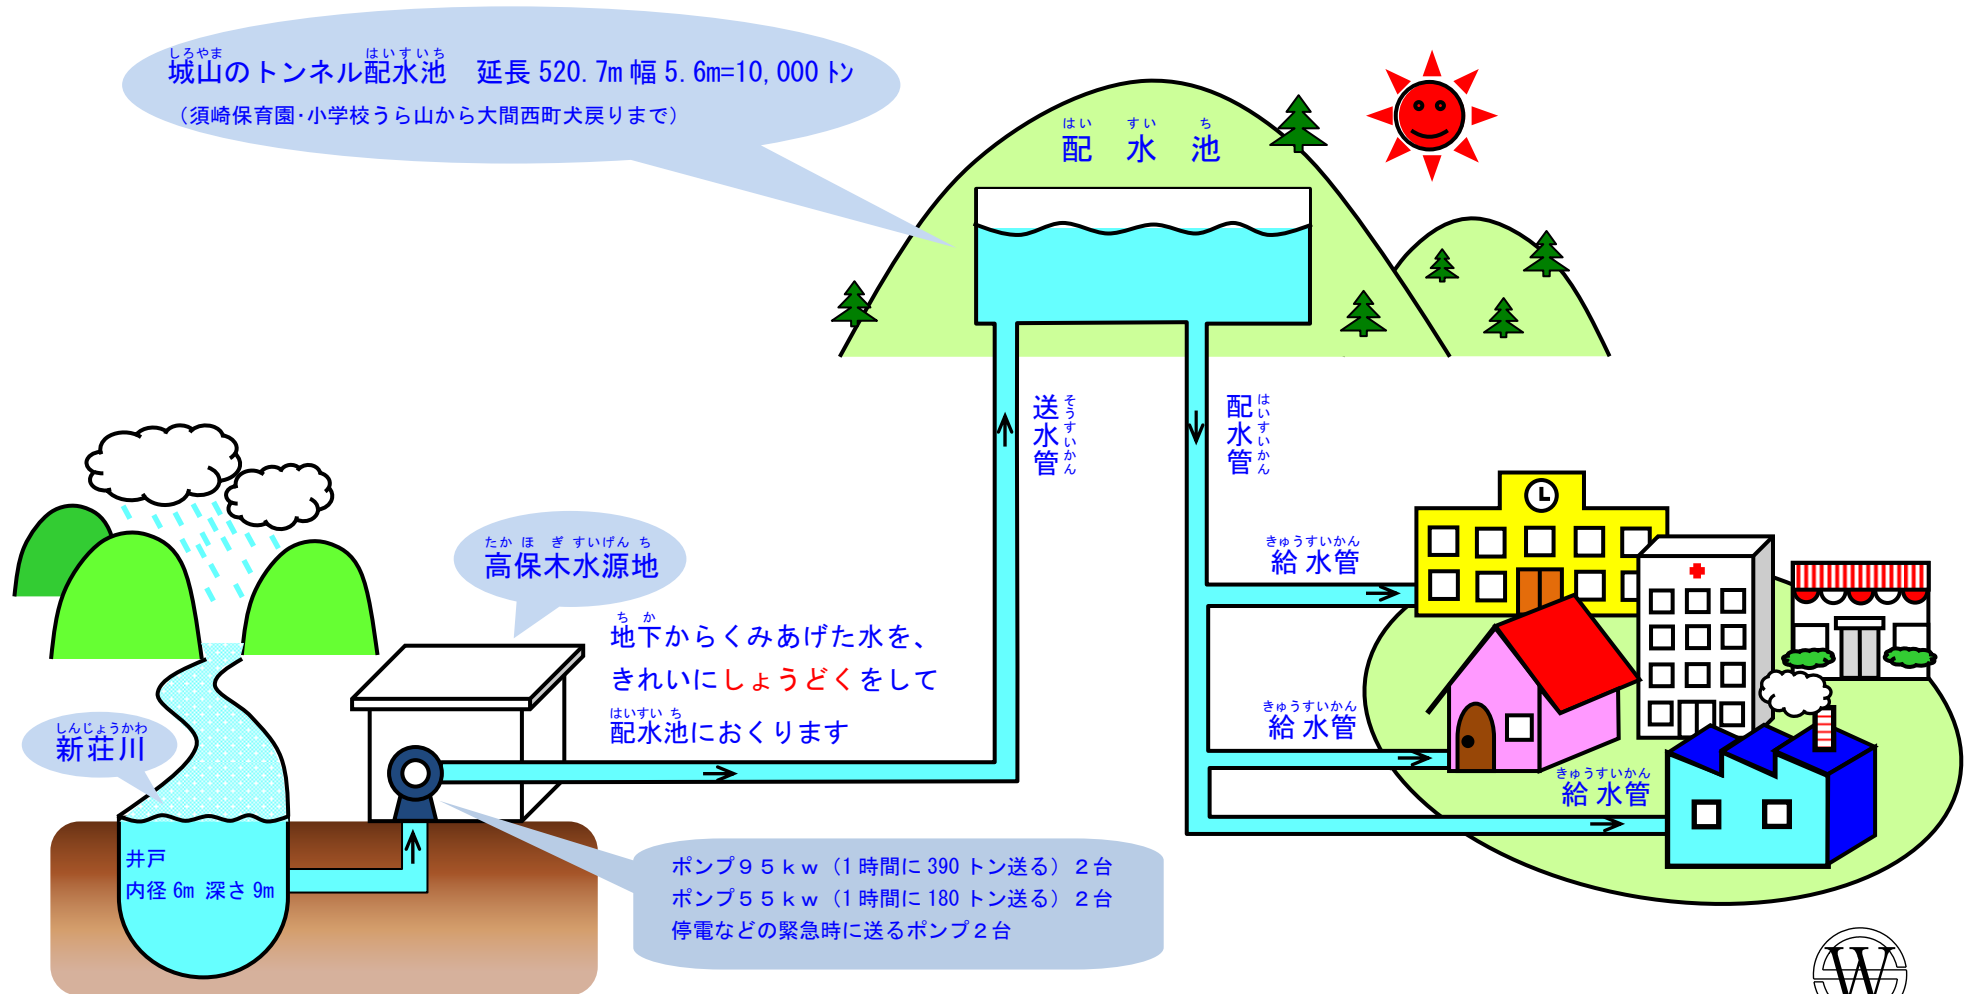 城山のトンネル配水池　延長 520.7m 幅 5.6m=10,000 ﾄﾝ
しろやま
はいすいち
（須崎保育園･小学校うら山から大間西町犬戻りまで）
はい すい ち
配 水 池
送水管
そうすいかん
配水管
はいすいかん
たか ほ ぎ すいげん ち
高保木水源地
ち か
地下からくみあげた水を、
きれいにしょうどくをして
はいすい ち
配水池におくります
しんじょうかわ
新荘川
きゅうすいかん
給 水管
きゅうすいかん
給 水管
きゅうすいかん
給 水管
井戸
内径 6m 深さ 9m
ポンプ９５ｋｗ（1 時間に 390 トン送る）２台
ポンプ５５ｋｗ（1 時間に 180 トン送る）２台
停電などの緊急時に送るポンプ２台
W